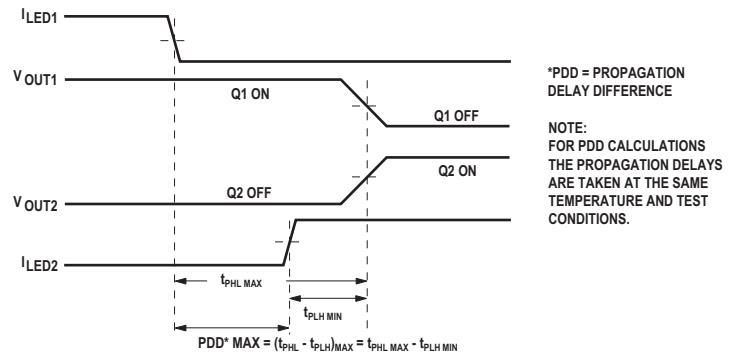 ILED1
VOUT1
Q1 ON
Q1 OFF
Q2 ON
Q2 OFF
VOUT2
ILED2
tPHL MAX
tPLH MIN
PDD* MAX = (tPHL - tPLH)MAX = tPHL MAX - tPLH MIN
*PDD = PROPAGATION
DELAY DIFFERENCE
NOTE:
FOR PDD CALCULATIONS
THE PROPAGATION DELAYS
ARE TAKEN AT THE SAME
TEMPERATURE AND TEST
CONDITIONS.